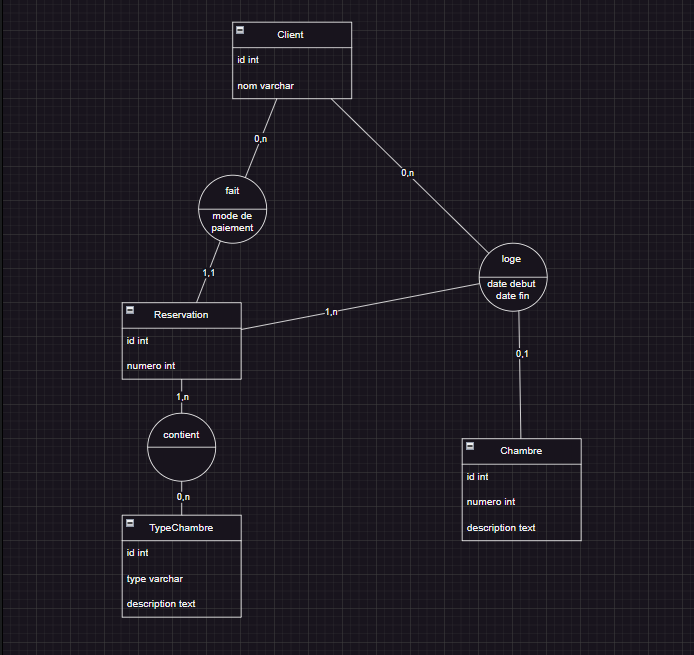 Client
id int
nom varchar
0,n
0,n
fait
mode de
paiement
loge
date debut
date fin
1,1
Reservation
id int
numero int
1,n
0,1
1,n
contient
Chambre
id int
numero int
description text
0,n
TypeChambre
id int
type varchar
description text